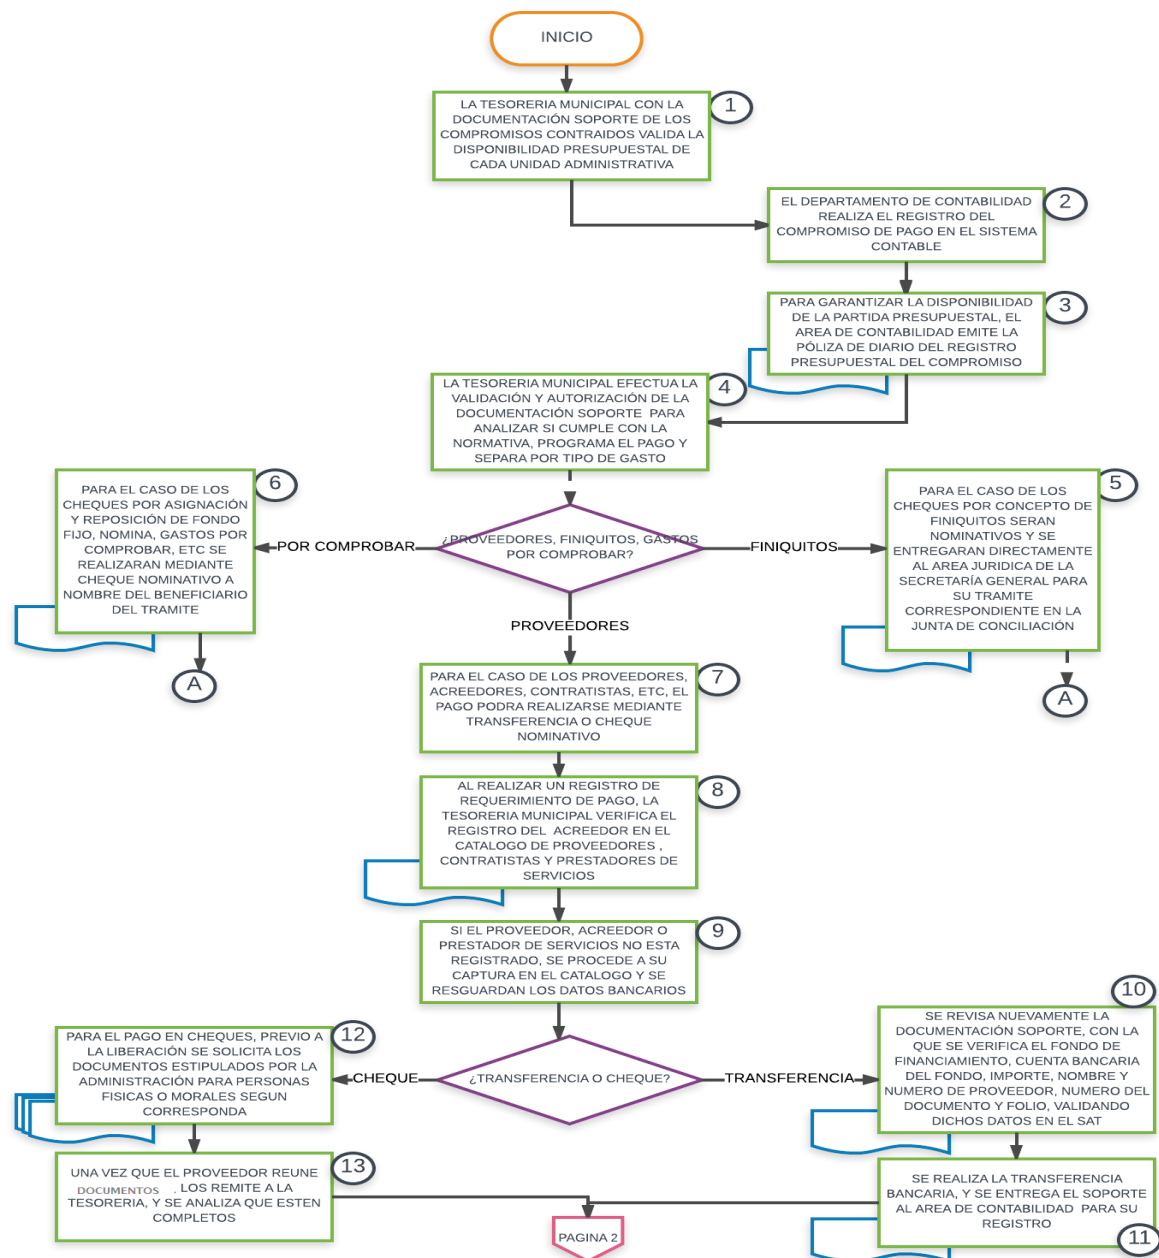 INICIO
1
LA TESORERIA MUNICIPAL CON LA
DOCUMENTACIÓN SOPORTE DE LOS
COMPROMISOS CONTRAIDOS VALIDA LA
DISPONIBILIDAD PRESUPUESTAL DE
CADA UNIDAD ADMINISTRATIVA
2
EL DEPARTAMENTO DE CONTABILIDAD
REALIZA EL REGISTRO DEL
COMPROMISO DE PAGO EN EL SISTEMA
CONTABLE
3
PARA GARANTIZAR LA DISPONIBILIDAD
DE LA PARTIDA PRESUPUESTAL, EL
AREA DE CONTABILIDAD EMITE LA
PÓLIZA DE DIARIO DEL REGISTRO
PRESUPUESTAL DEL COMPROMISO
4
LA TESORERIA MUNICIPAL EFECTUA LA
VALIDACIÓN Y AUTORIZACIÓN DE LA
DOCUMENTACIÓN SOPORTE PARA
ANALIZAR SI CUMPLE CON LA
NORMATIVA, PROGRAMA EL PAGO Y
SEPARA POR TIPO DE GASTO
¿PROVEEDORES, FINIQUITOS, GASTOS
POR COMPROBAR?
POR COMPROBAR
FINIQUITOS
PROVEEDORES
6
PARA EL CASO DE LOS
CHEQUES POR ASIGNACIÓN
Y REPOSICIÓN DE FONDO
FIJO, NOMINA, GASTOS POR
COMPROBAR, ETC SE
REALIZARAN MEDIANTE
CHEQUE NOMINATIVO A
NOMBRE DEL BENEFICIARIO
DEL TRAMITE
A
5
PARA EL CASO DE LOS
CHEQUES POR CONCEPTO DE
FINIQUITOS SERAN
NOMINATIVOS Y SE
ENTREGARAN DIRECTAMENTE
AL AREA JURIDICA DE LA
SECRETARÍA GENERAL PARA
SU TRAMITE
CORRESPONDIENTE EN LA
JUNTA DE CONCILIACIÓN
A
7
PARA EL CASO DE LOS PROVEEDORES,
ACREEDORES, CONTRATISTAS, ETC, EL
PAGO PODRA REALIZARSE MEDIANTE
TRANSFERENCIA O CHEQUE
NOMINATIVO
8
AL REALIZAR UN REGISTRO DE
REQUERIMIENTO DE PAGO, LA
TESORERIA MUNICIPAL VERIFICA EL
REGISTRO DEL ACREEDOR EN EL
CATALOGO DE PROVEEDORES ,
CONTRATISTAS Y PRESTADORES DE
SERVICIOS
9
SI EL PROVEEDOR, ACREEDOR O
PRESTADOR DE SERVICIOS NO ESTA
REGISTRADO, SE PROCEDE A SU
CAPTURA EN EL CATALOGO Y SE
RESGUARDAN LOS DATOS BANCARIOS
¿TRANSFERENCIA O CHEQUE?
CHEQUE
TRANSFERENCIA
10
SE REVISA NUEVAMENTE LA
DOCUMENTACIÓN SOPORTE, CON LA
QUE SE VERIFICA EL FONDO DE
FINANCIAMIENTO, CUENTA BANCARIA
DEL FONDO, IMPORTE, NOMBRE Y
NUMERO DE PROVEEDOR, NUMERO DEL
DOCUMENTO Y FOLIO, VALIDANDO
DICHOS DATOS EN EL SAT
12
PARA EL PAGO EN CHEQUES, PREVIO A
LA LIBERACIÓN SE SOLICITA LOS
DOCUMENTOS ESTIPULADOS POR LA
ADMINISTRACIÓN PARA PERSONAS
FISICAS O MORALES SEGUN
CORRESPONDA
13
UNA VEZ QUE EL PROVEEDOR REUNE
DOCUMENTOS . LOS REMITE A LA
TESORERIA, Y SE ANALIZA QUE ESTEN
COMPLETOS
SE REALIZA LA TRANSFERENCIA
BANCARIA, Y SE ENTREGA EL SOPORTE
AL AREA DE CONTABILIDAD PARA SU
REGISTRO
11
PAGINA 2